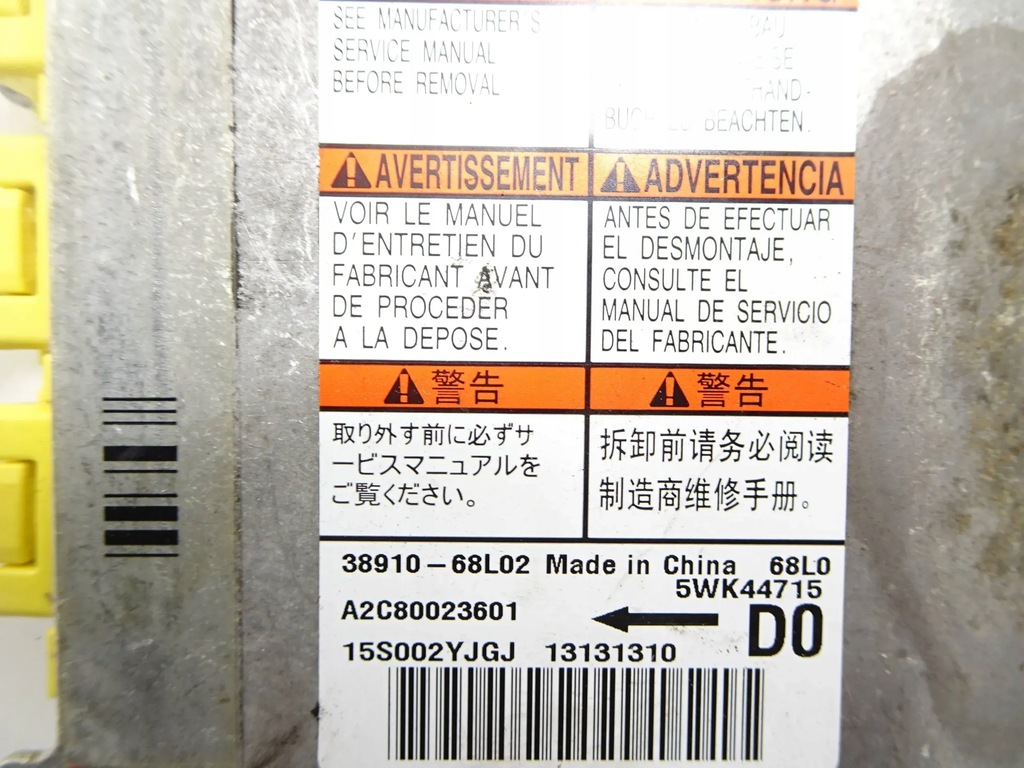 SEE MANUFACTURER'S
SERVICE MANUAL
BEFORE REMOVAL
HAND-
BUCH ZU BEACHTEN.
AVERTISSEMENT
VOIR LE MANUEL
D'ENTRETIEN DU
FABRICANT AVANT
DE PROCEDER
A LA DEPOSE.
ADVERTENCIA
ANTES DE EFECTUAR
EL DESMONTAJE,
CONSULTE EL
MANUAL DE SERVICIO
DEL FABRICANTE.
警告
取り外す前に必ずサ
ービスマニュアルを
ご覧ください。
警告
拆卸前请务必阅读
制造商维修手册。
38910-68L02 Made in China 68L0
5WK44715
A2C80023601
D0
15S002YJGJ 13131310